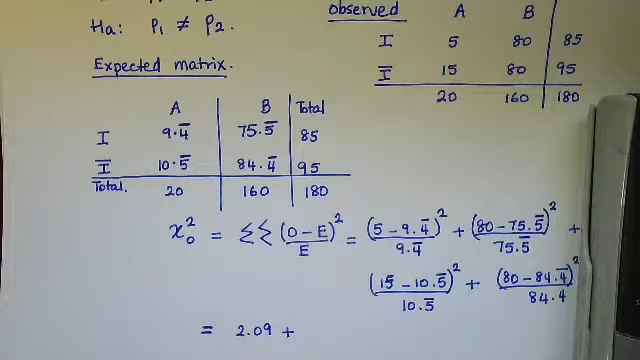 Ha: P₁ ≠ P₂.
Expected matrix.
A B Total
I 9.4̅ 75.5̅ 85
I̅ 10.5̅ 84.4̅ 95
Total. 20 160 180
observed A B
I 5 80 85
I̅ 15 80 95
20 160 180
x₀² = ΣΣ (O-E)²/E = (5-9.4̅)²/9.4̅ + (80-75.5̅)²/75.5̅ +
(15-10.5̅)²/10.5̅ + (80-84.4̅)²/84.4
= 2.09 +